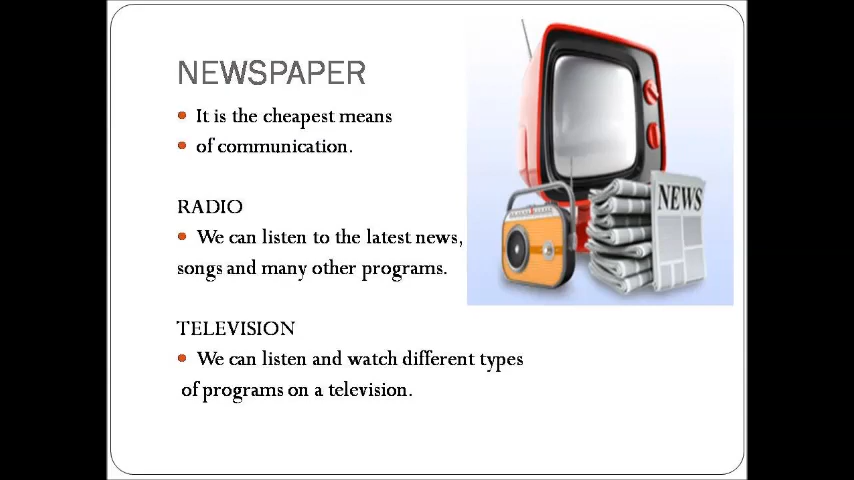 NEWSPAPER
• It is the cheapest means
• of communication.
RADIO
• We can listen to the latest news,
songs and many other programs.
TELEVISION
• We can listen and watch different types
of programs on a television.
NEWS